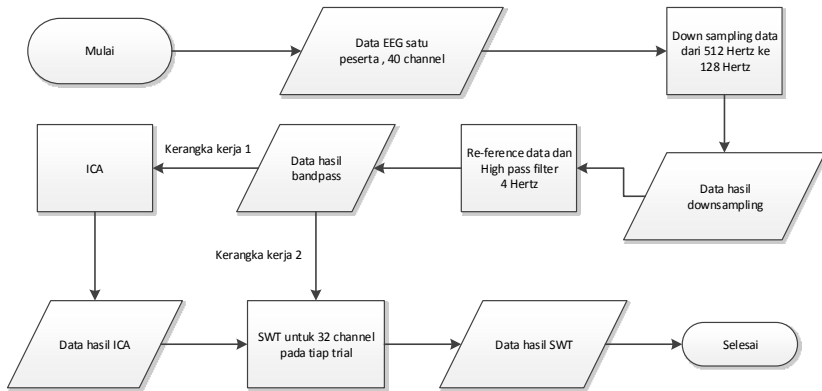 Mulai
Data EEG satu
peserta , 40 channel
Down sampling data
dari 512 Hertz ke
128 Hertz
Data hasil
downsampling
Re-ference data dan
High pass filter
4 Hertz
Data hasil
bandpass
Kerangka kerja 1
ICA
Kerangka kerja 2
Data hasil ICA
SWT untuk 32 channel
pada tiap trial
Data hasil SWT
Selesai